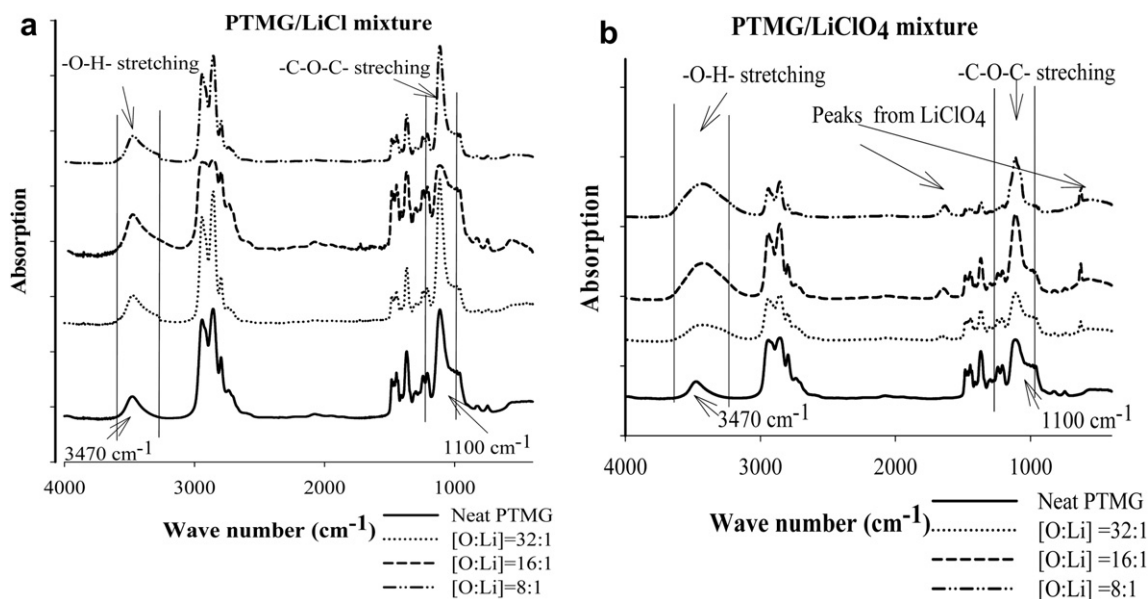 a
PTMG/LiCl mixture
-O-H- stretching
-C-O-C- streching
Absorption
3470 cm-1
1100 cm-1
4000
3000
2000
1000
Wave number (cm-1)
Neat PTMG
[O:Li]=32:1
[O:Li]=16:1
[O:Li]=8:1
b
PTMG/LiClO4 mixture
-O-H- stretching
-C-O-C- streching
Peaks from LiClO4
Absorption
3470 cm-1
1100 cm-1
4000
3000
2000
1000
Wave number (cm-1)
Neat PTMG
[O:Li] =32:1
[O:Li] =16:1
[O:Li] =8:1